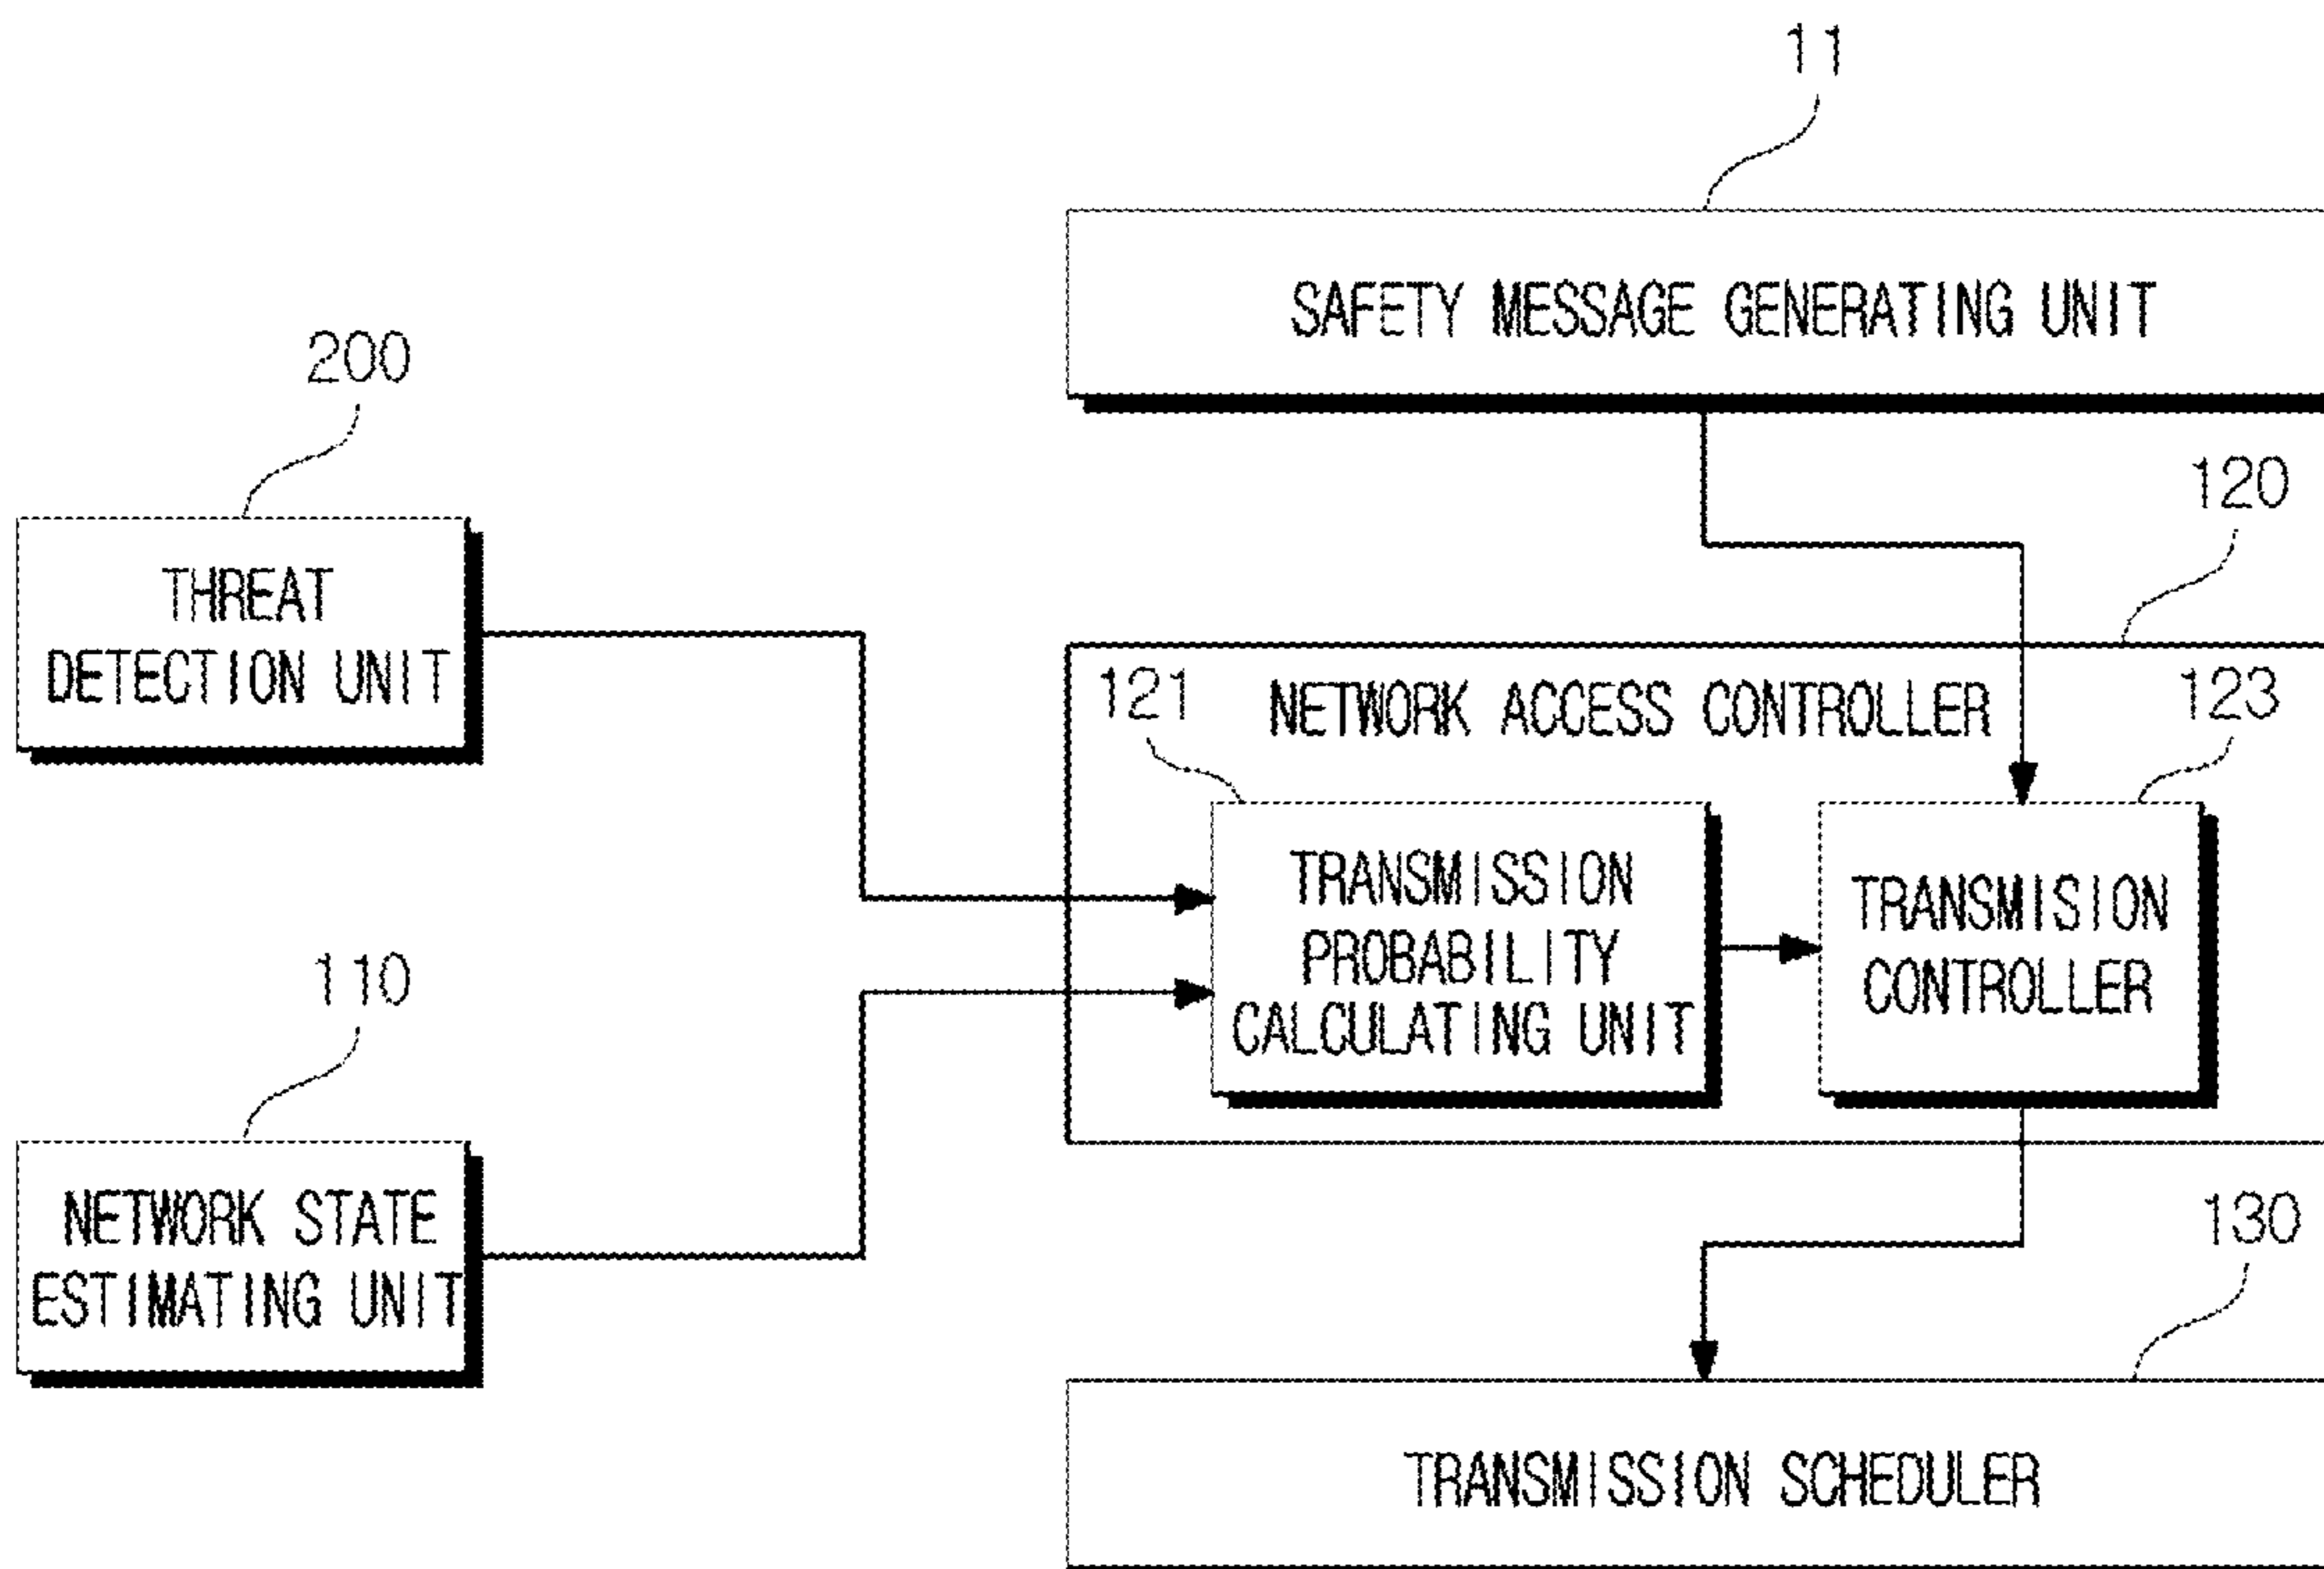 11
SAFETY MESSAGE GENERATING UNIT
200
THREAT
DETECTION UNIT
120
121
NETWORK ACCESS CONTROLLER
123
TRANSMISSION
PROBABILITY
CALCULATING UNIT
TRANSMISION
CONTROLLER
110
NETWORK STATE
ESTIMATING UNIT
130
TRANSMISSION SCHEDULER